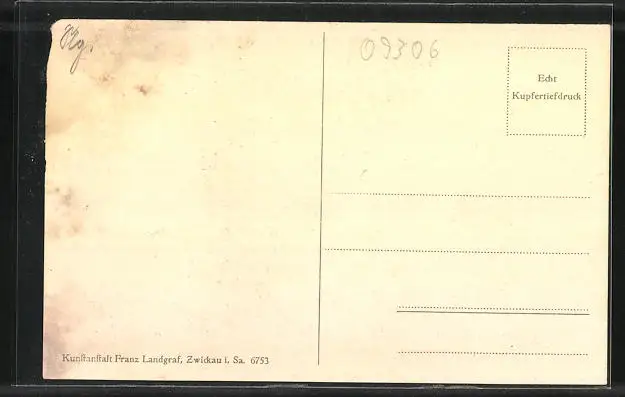 09306
Echt
Kupfertiefdruck
Kunſtanſtalt Franz Landgraf, Zwickau i. Sa. 6753